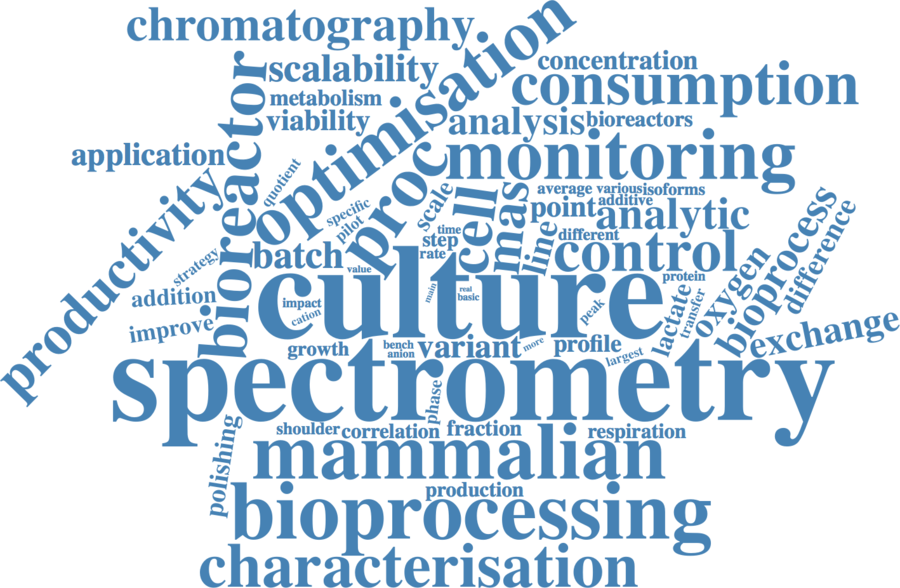 chromatography
optimisation
scalability
concentration
consumption
bioreactor
metabolism
viability
analysis
bioreactors
application
monitoring
productivity
quotient
proc
scale
cell
mas
average
various
isoforms
additive
specific
pilot
time
point
analytic
step
rate
line
different
control
batch
value
strategy
culture
protein
oxygen
bioprocess
difference
addition
impact
cation
main
real
basic
peak
lactate
transfer
improve
growth
bench
anion
variant
more
profile
largest
exchange
spectrometry
phase
polishing
shoulder
correlation
fraction
respiration
mammalian
production
bioprocessing
characterisation